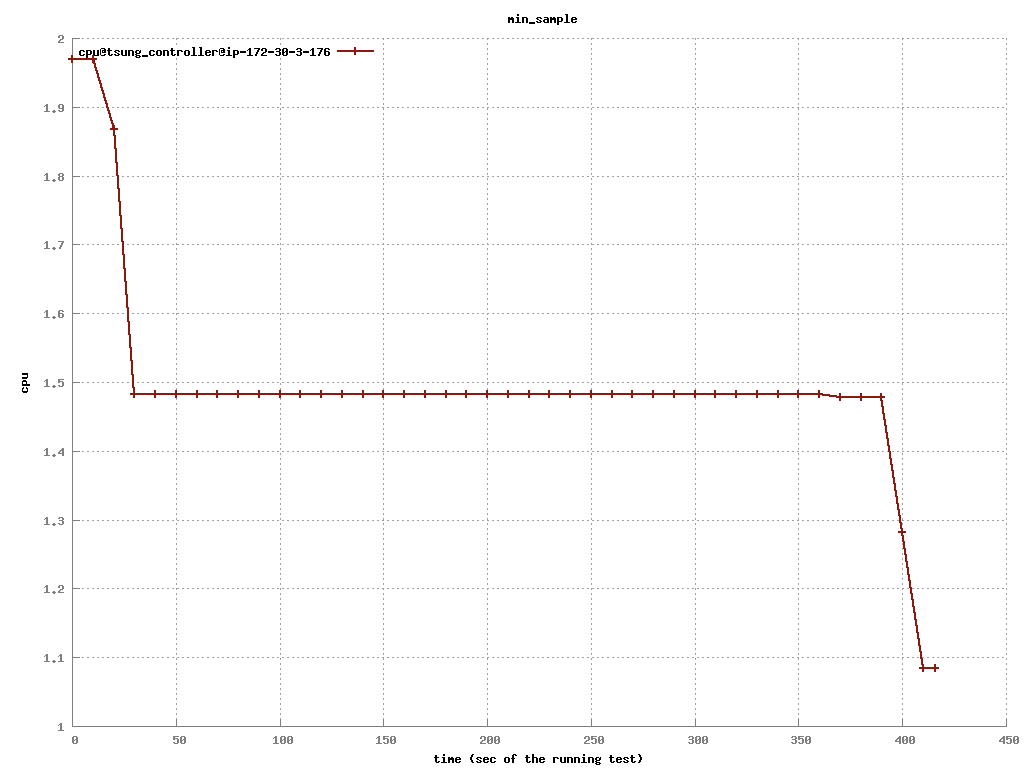 min_sample
cpu@tsung_controller@ip-172-30-3-176
2
1.9
1.8
1.7
1.6
1.5
1.4
1.3
1.2
1.1
1
cpu
0 50 100 150 200 250 300 350 400 450
time (sec of the running test)